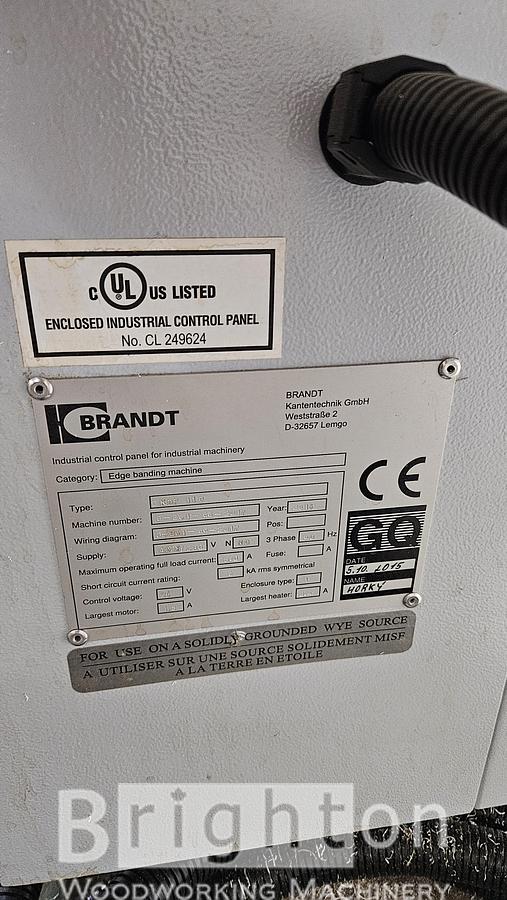 c UL ® US LISTED
ENCLOSED INDUSTRIAL CONTROL PANEL
No. CL 249624
BRANDT
BRANDT
Kantentechnik GmbH
Weststraße 2
D-32657 Lemgo
Industrial control panel for industrial machinery
Category: Edge banding machine
Type:
Machine number: Year:
Wiring diagram: Pos:
Supply: V N 3 Phase Hz
Maximum operating full load current: A Fuse: A
Short circuit current rating: kA rms symmetrical
Control voltage: V Enclosure type:
Largest motor: A Largest heater: A
CE
GQ
DATE
5.10. 2015
NAME
HORKY
FOR USE ON A SOLIDLY GROUNDED WYE SOURCE
A UTILISER SUR UNE SOURCE SOLIDEMENT MISE
A LA TERRE EN ETOILE
Brighton
WOODWORKING MACHINERY